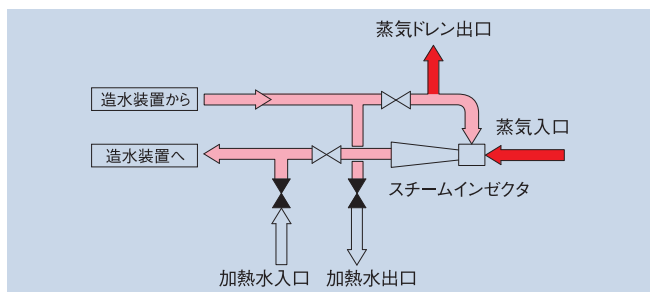 蒸気ドレン出口
造水装置から
蒸気入口
造水装置へ
スチームインゼクタ
加熱水入口
加熱水出口